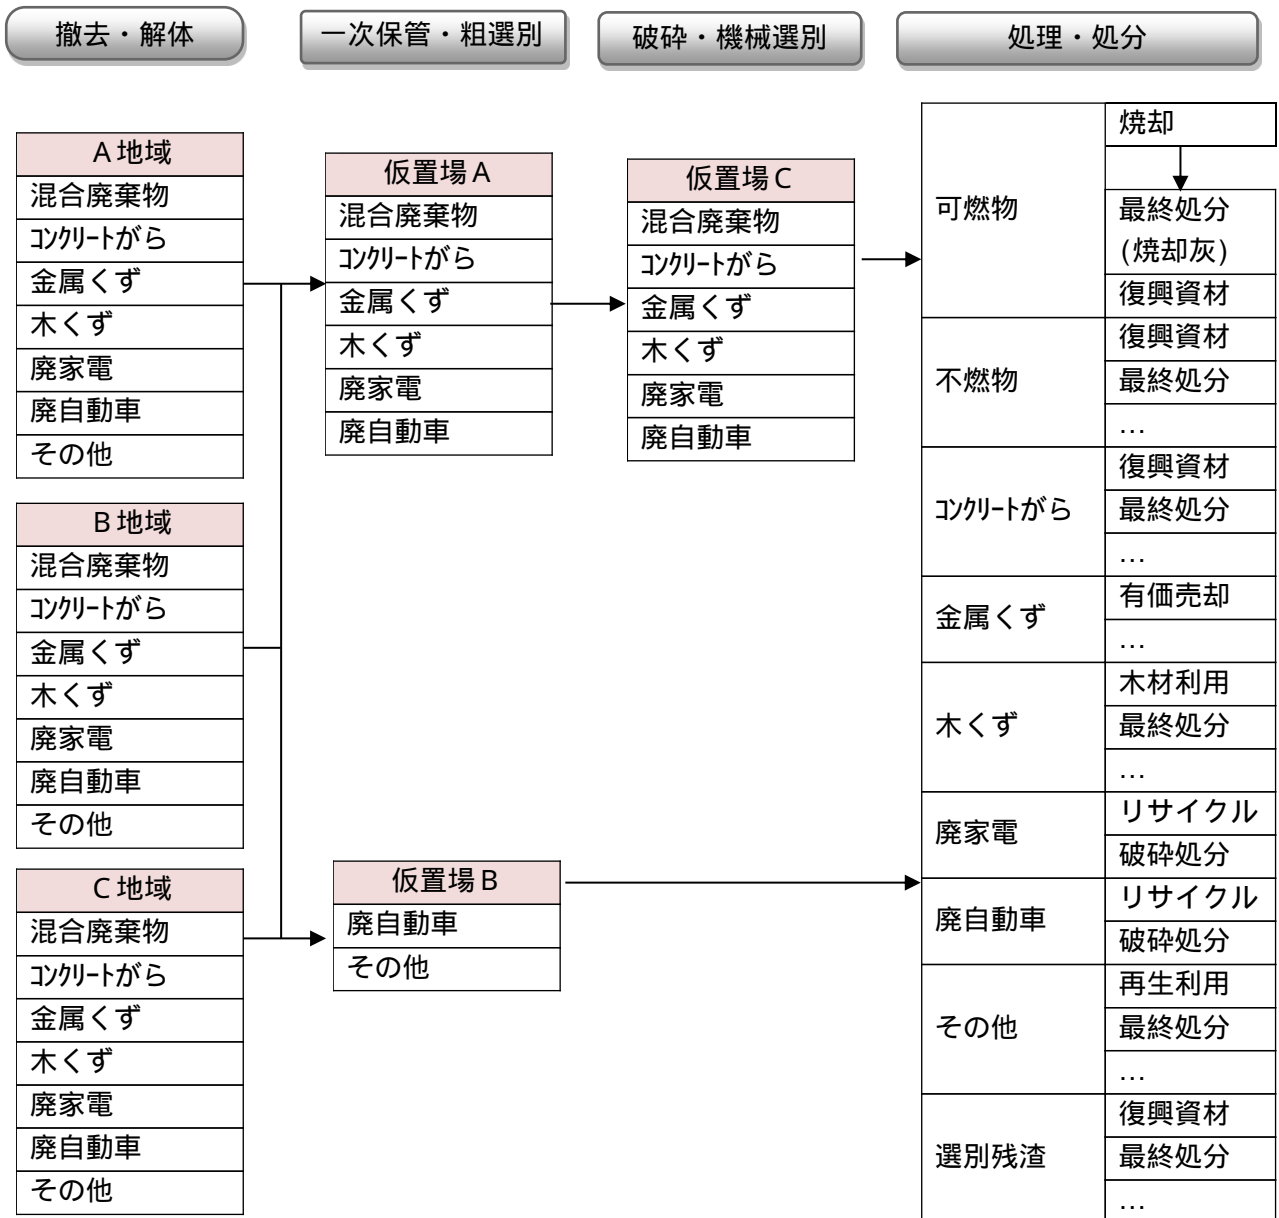 撤去・解体
一次保管・粗選別
破砕・機械選別
処理・処分
A地域
混合廃棄物
コンクリートがら
金属くず
木くず
廃家電
廃自動車
その他
B地域
混合廃棄物
コンクリートがら
金属くず
木くず
廃家電
廃自動車
その他
C地域
混合廃棄物
コンクリートがら
金属くず
木くず
廃家電
廃自動車
その他
仮置場A
混合廃棄物
コンクリートがら
金属くず
木くず
廃家電
廃自動車
仮置場B
廃自動車
その他
仮置場C
混合廃棄物
コンクリートがら
金属くず
木くず
廃家電
廃自動車
可燃物
焼却
最終処分
(焼却灰)
復興資材
不燃物
復興資材
最終処分
…
コンクリートがら
復興資材
最終処分
…
金属くず
有価売却
…
木くず
木材利用
最終処分
…
廃家電
リサイクル
破砕処分
廃自動車
リサイクル
破砕処分
その他
再生利用
最終処分
…
選別残渣
復興資材
最終処分
…